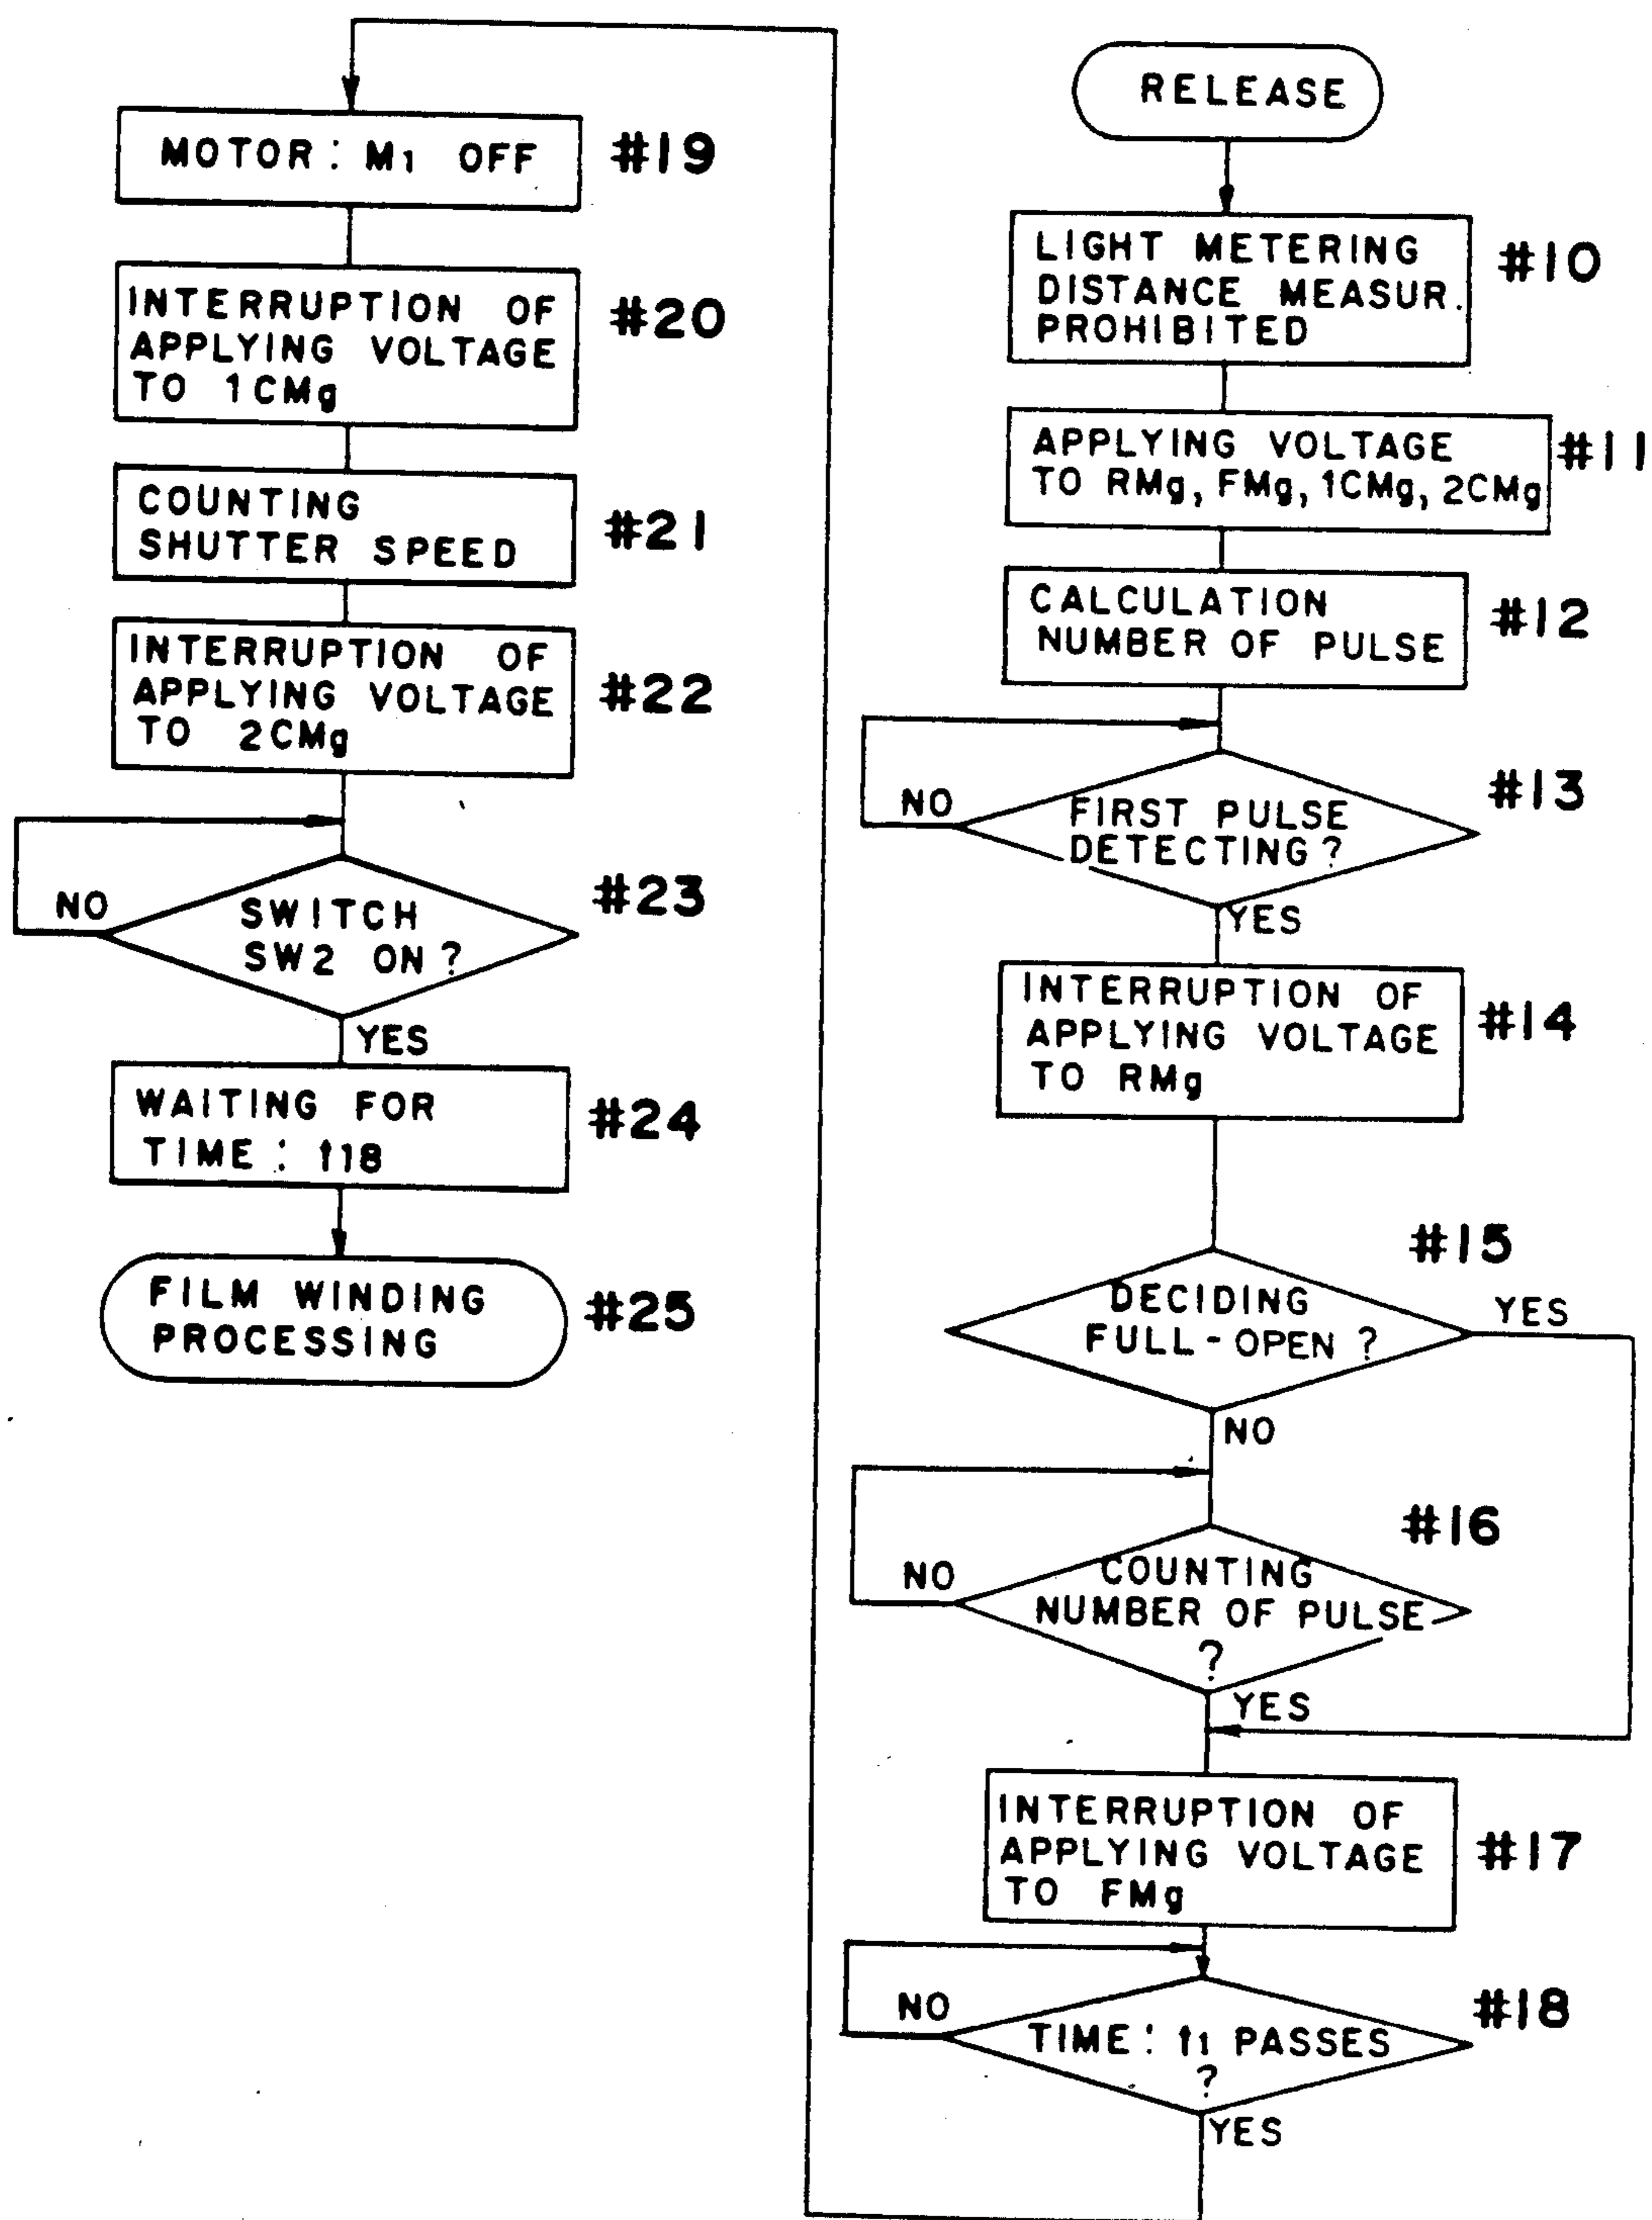 RELEASE
LIGHT METERING
DISTANCE MEASUR.
PROHIBITED
#10
APPLYING VOLTAGE
TO RMg, FMg, 1CMg, 2CMg
#11
CALCULATION
NUMBER OF PULSE
#12
FIRST PULSE
DETECTING?
#13
NO
YES
INTERRUPTION OF
APPLYING VOLTAGE
TO RMg
#14
DECIDING
FULL-OPEN ?
#15
YES
NO
COUNTING
NUMBER OF PULSE
?
#16
NO
YES
INTERRUPTION OF
APPLYING VOLTAGE
TO FMg
#17
TIME: t1 PASSES
?
#18
NO
YES
MOTOR: M1 OFF
#19
INTERRUPTION OF
APPLYING VOLTAGE
TO 1CMg
#20
COUNTING
SHUTTER SPEED
#21
INTERRUPTION OF
APPLYING VOLTAGE
TO 2CMg
#22
SWITCH
SW2 ON?
#23
NO
YES
WAITING FOR
TIME: t18
#24
FILM WINDING
PROCESSING
#25